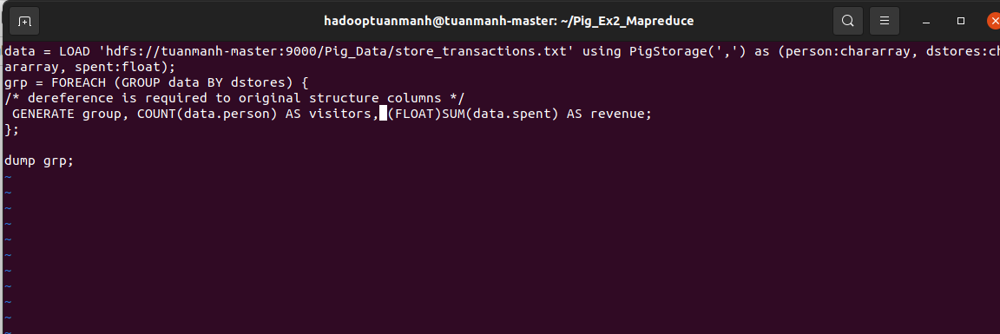 hadooptuanmanh@tuanmanh-master: ~/Pig_Ex2_Mapreduce
data = LOAD 'hdfs://tuanmanh-master:9000/Pig_Data/store_transactions.txt' using PigStorage(',') as (person:chararray, dstores:ch
ararray, spent:float);
grp = FOREACH (GROUP data BY dstores) {
/* dereference is required to original structure columns */
 GENERATE group, COUNT(data.person) AS visitors, (FLOAT)SUM(data.spent) AS revenue;
};

dump grp;
~
~
~
~
~
~
~
~
~
~
~